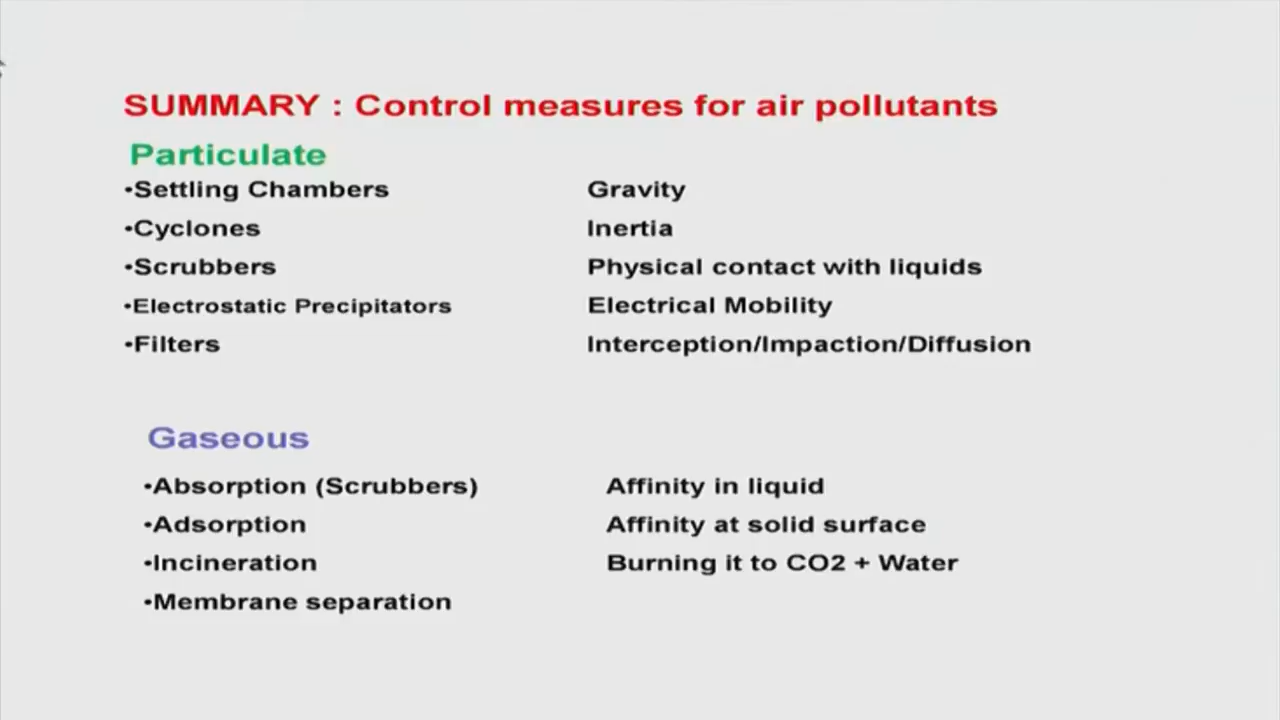 SUMMARY : Control measures for air pollutants
Particulate
•Settling Chambers Gravity
•Cyclones Inertia
•Scrubbers Physical contact with liquids
•Electrostatic Precipitators Electrical Mobility
•Filters Interception/Impaction/Diffusion
Gaseous
•Absorption (Scrubbers) Affinity in liquid
•Adsorption Affinity at solid surface
•Incineration Burning it to CO2 + Water
•Membrane separation